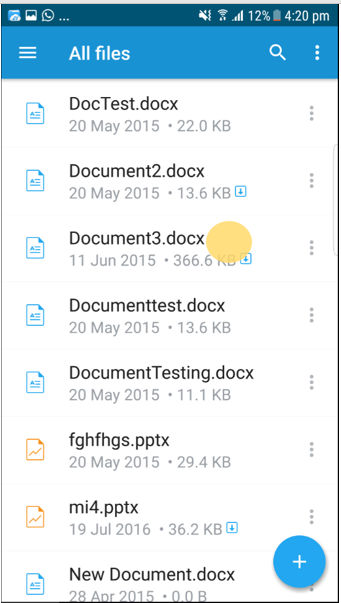 ... 12% 4:20 pm
All files
DocTest.docx
20 May 2015 • 22.0 KB
Document2.docx
20 May 2015 • 13.6 KB
Document3.docx
11 Jun 2015 • 366.6 KB
Documenttest.docx
20 May 2015 • 13.6 KB
DocumentTesting.docx
20 May 2015 • 11.1 KB
fghfhgs.pptx
20 May 2015 • 29.4 KB
mi4.pptx
19 Jul 2016 • 36.2 KB
New Document.docx
28 Apr 2015 • 0.0 B